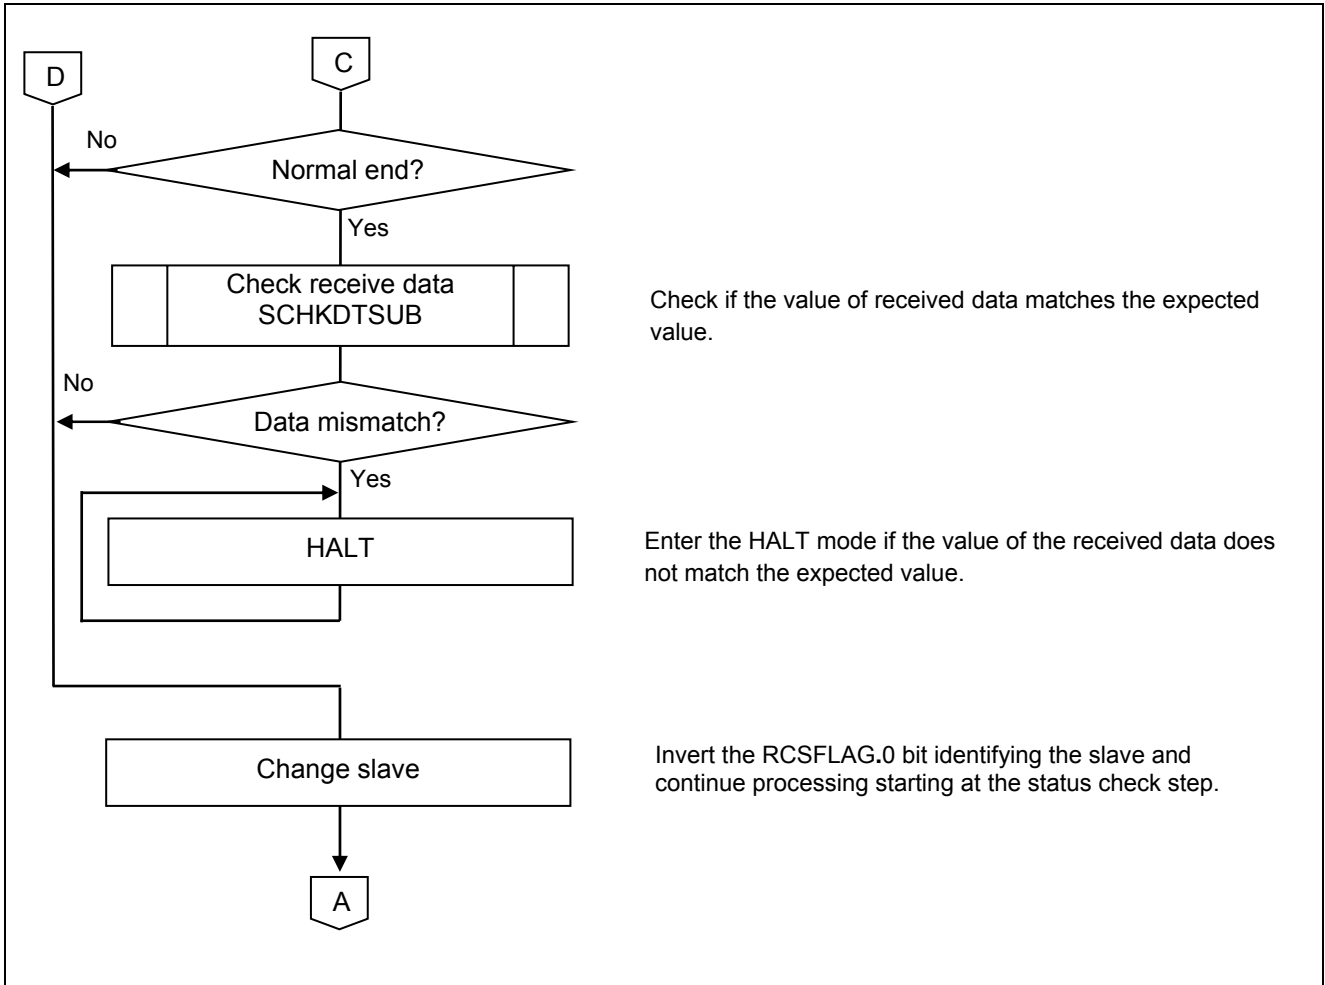 D
C
No
Normal end?
Yes
Check receive data
SCHKDTSUB
Check if the value of received data matches the expected
value.
No
Data mismatch?
Yes
HALT
Enter the HALT mode if the value of the received data does
not match the expected value.
Change slave
Invert the RCSFLAG.0 bit identifying the slave and
continue processing starting at the status check step.
A